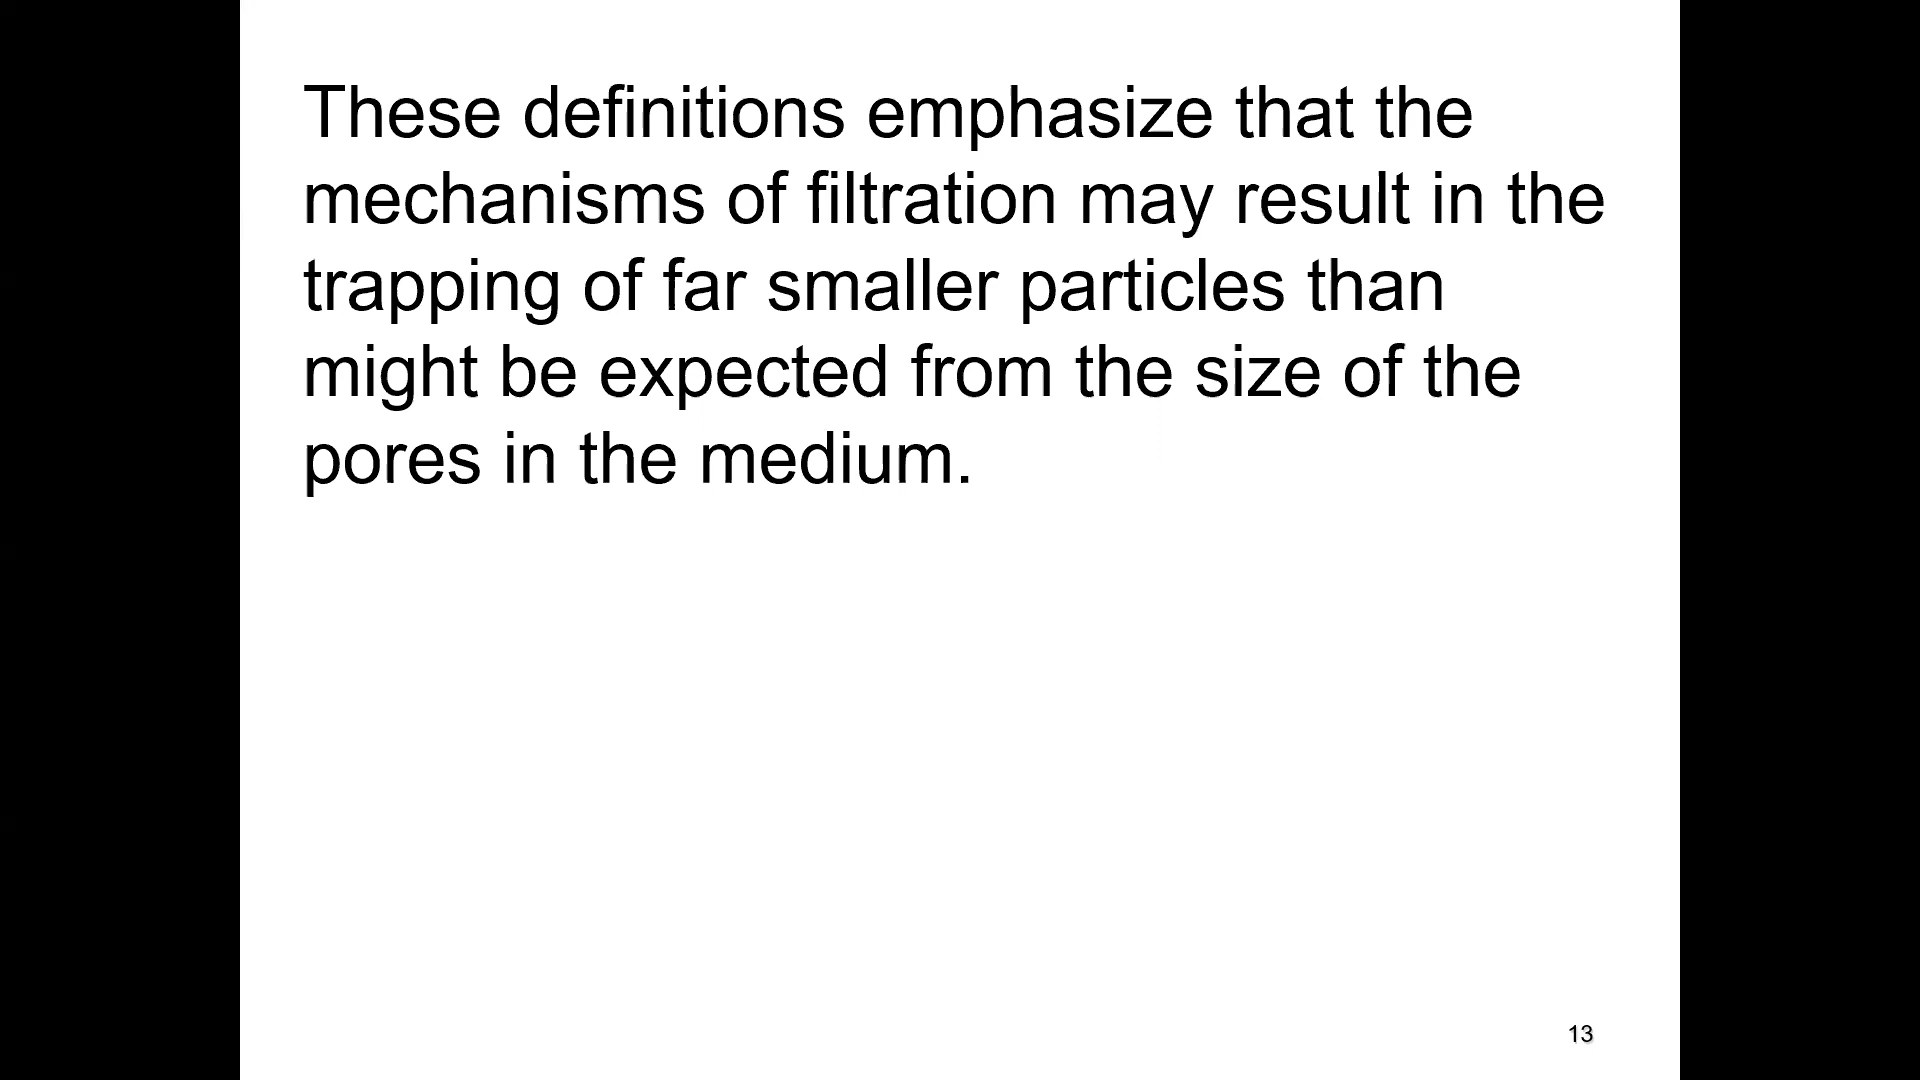 These definitions emphasize that the
mechanisms of filtration may result in the
trapping of far smaller particles than
might be expected from the size of the
pores in the medium.
13